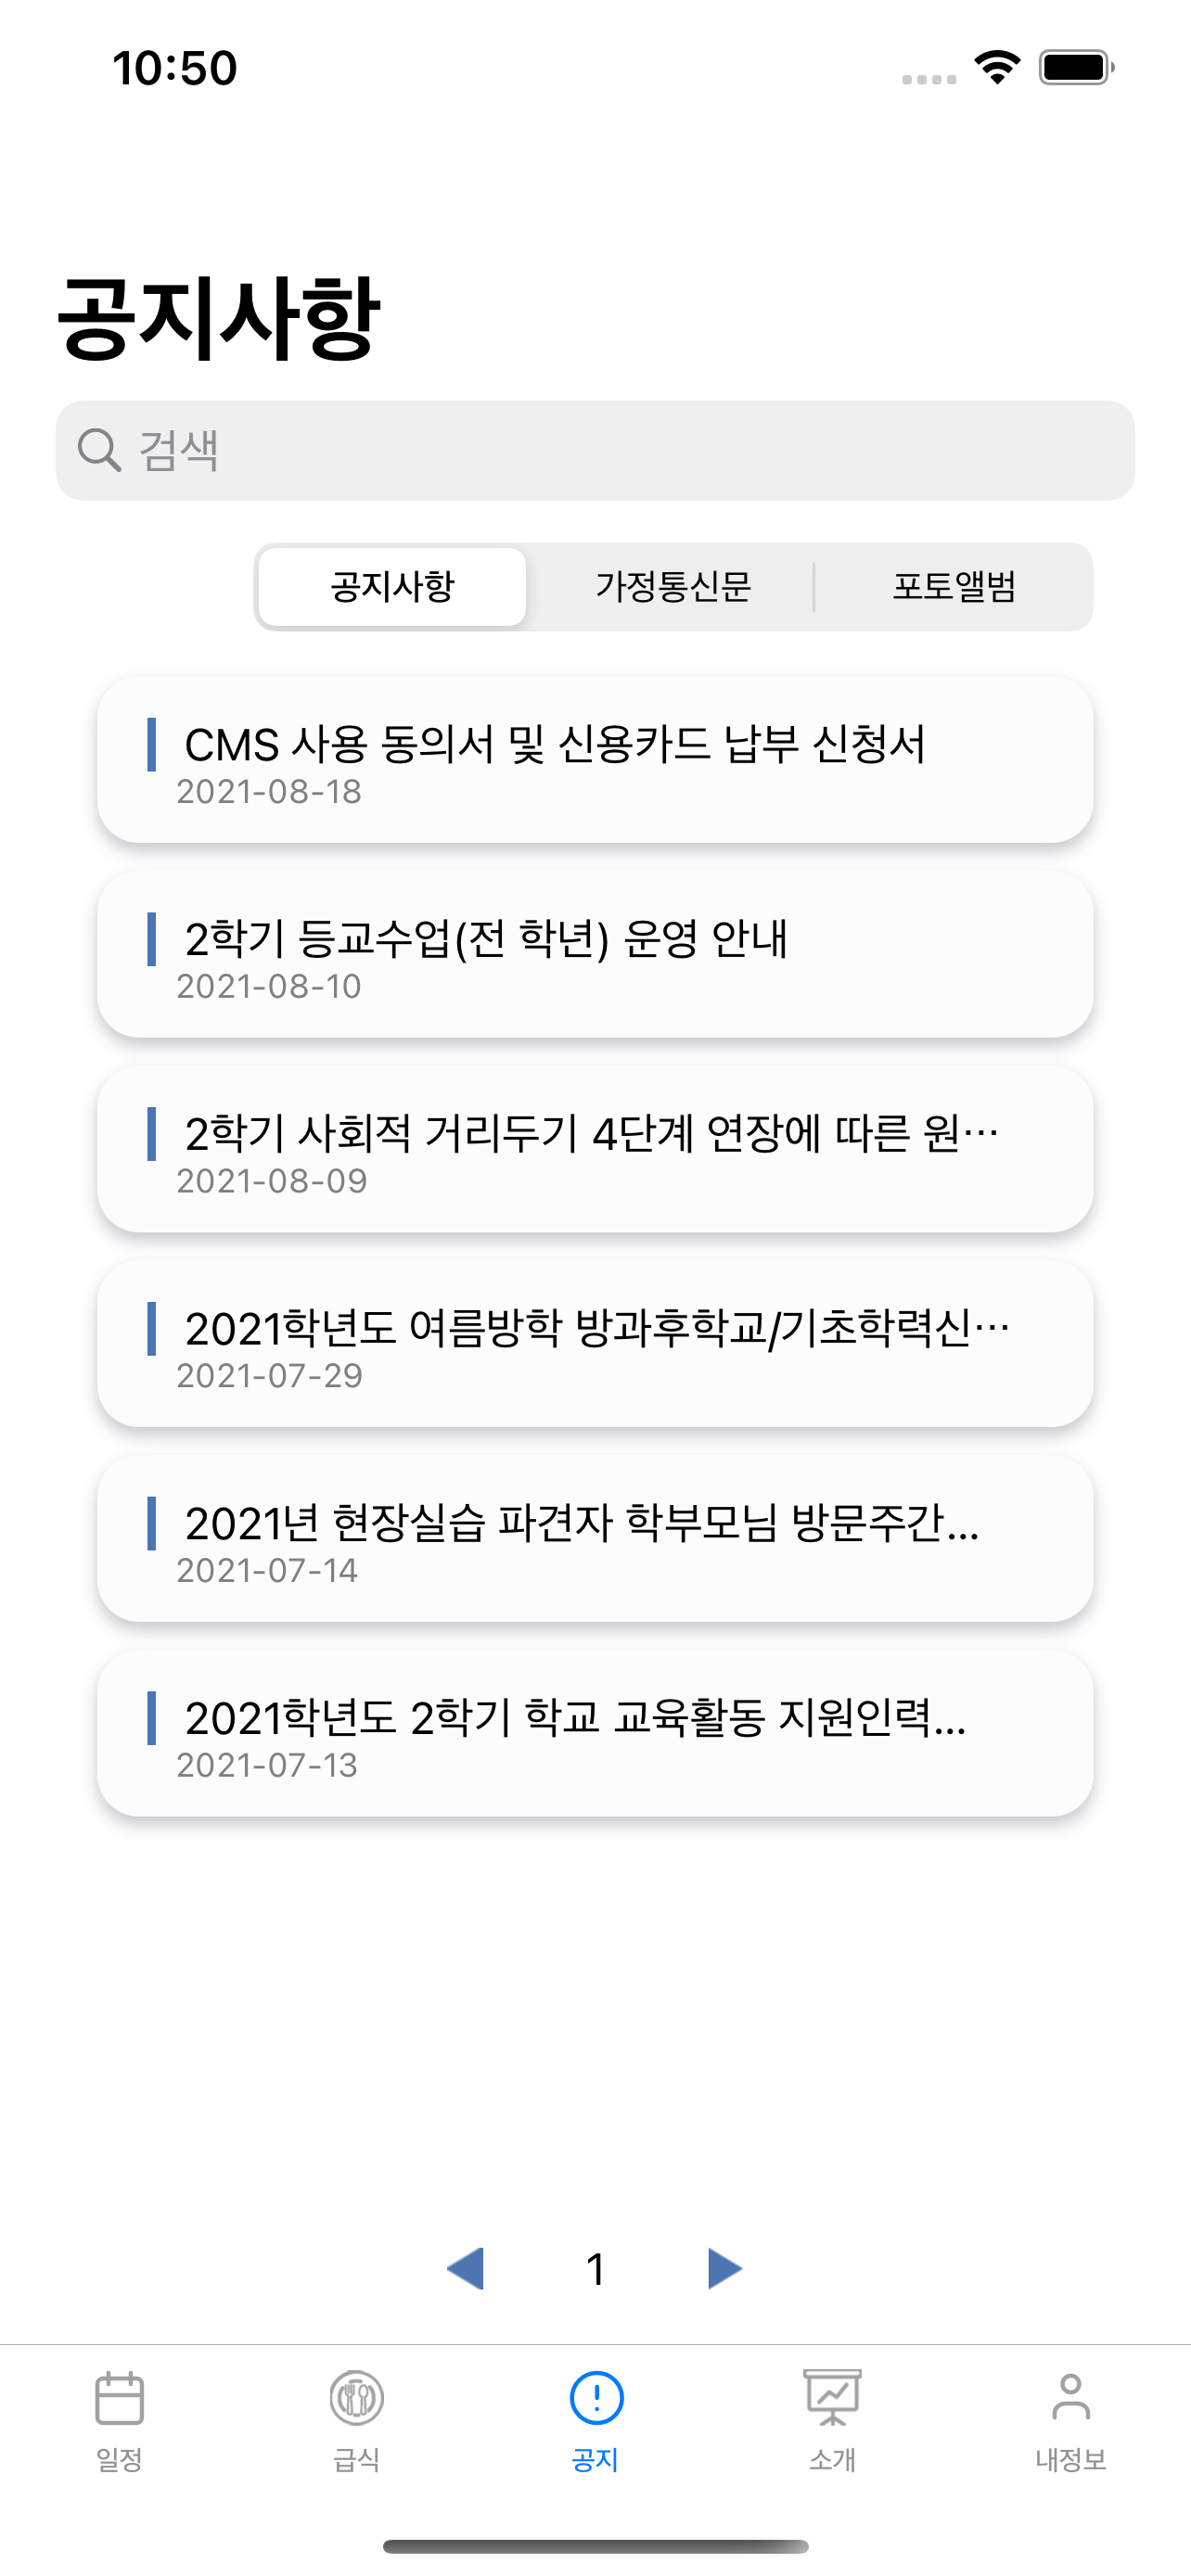 10:50
공지사항
검색
공지사항 가정통신문 포토앨범
CMS 사용 동의서 및 신용카드 납부 신청서
2021-08-18
2학기 등교수업(전 학년) 운영 안내
2021-08-10
2학기 사회적 거리두기 4단계 연장에 따른 원…
2021-08-09
2021학년도 여름방학 방과후학교/기초학력신…
2021-07-29
2021년 현장실습 파견자 학부모님 방문주간...
2021-07-14
2021학년도 2학기 학교 교육활동 지원인력...
2021-07-13
1
일정 급식 공지 소개 내정보